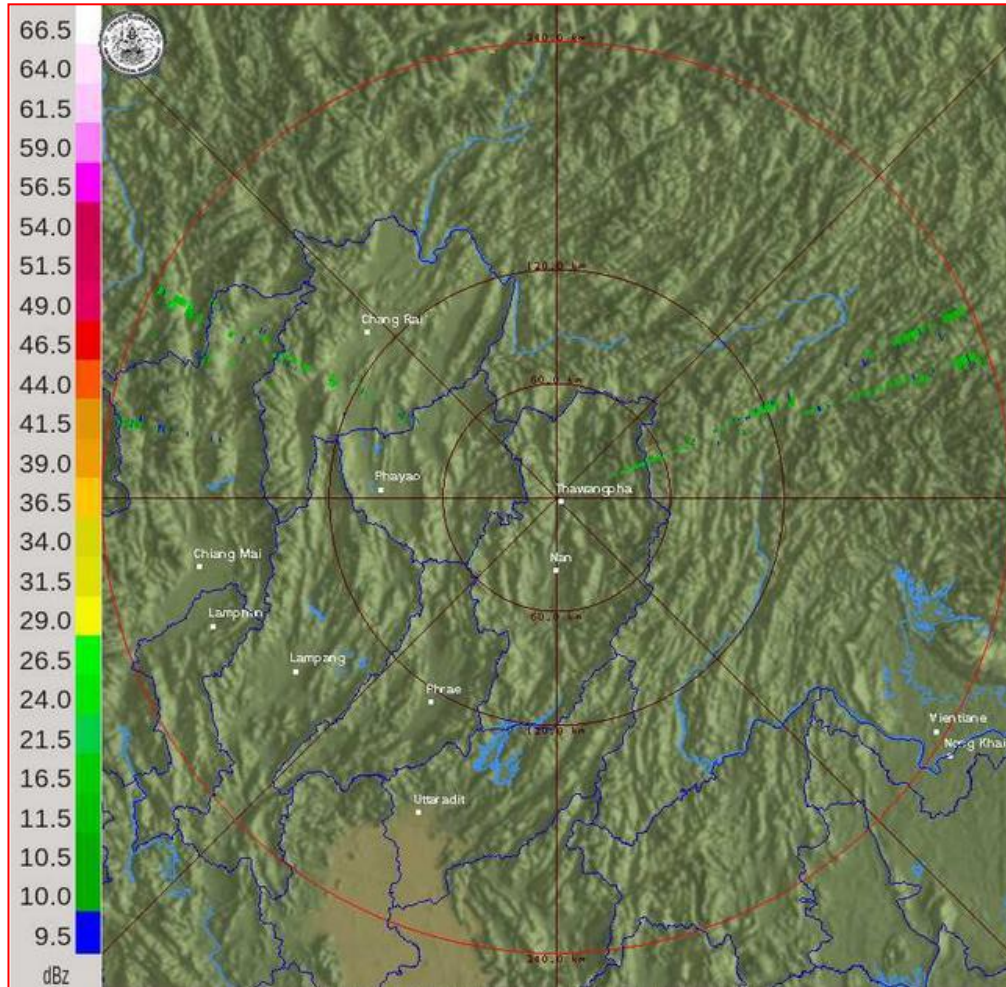 66.5
64.0
61.5
59.0
56.5
54.0
51.5
49.0
46.5
44.0
41.5
39.0
36.5
34.0
31.5
29.0
26.5
24.0
21.5
16.5
11.5
10.5
10.0
9.5
dBz
240.0 km
120.0 km
Chang Rai
60.0 km
Phayao
Thawangpha
Chiang Mai
Nan
Lamphun
60.0 km
Lampang
Phrae
Vientiane
120.0 km
Nong Khai
Uttaradit
240.0 km